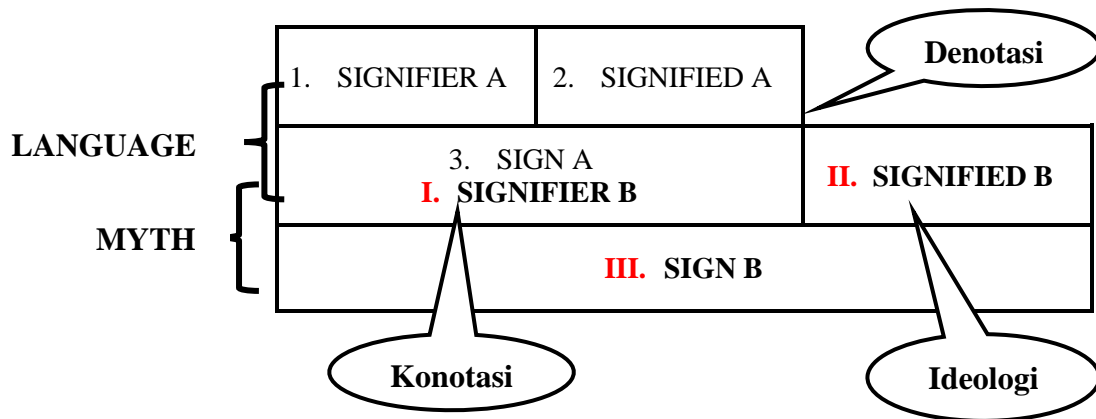 Denotasi
1. SIGNIFIER A
2. SIGNIFIED A
LANGUAGE
3. SIGN A
I. SIGNIFIER B
II. SIGNIFIED B
MYTH
III. SIGN B
Konotasi
Ideologi